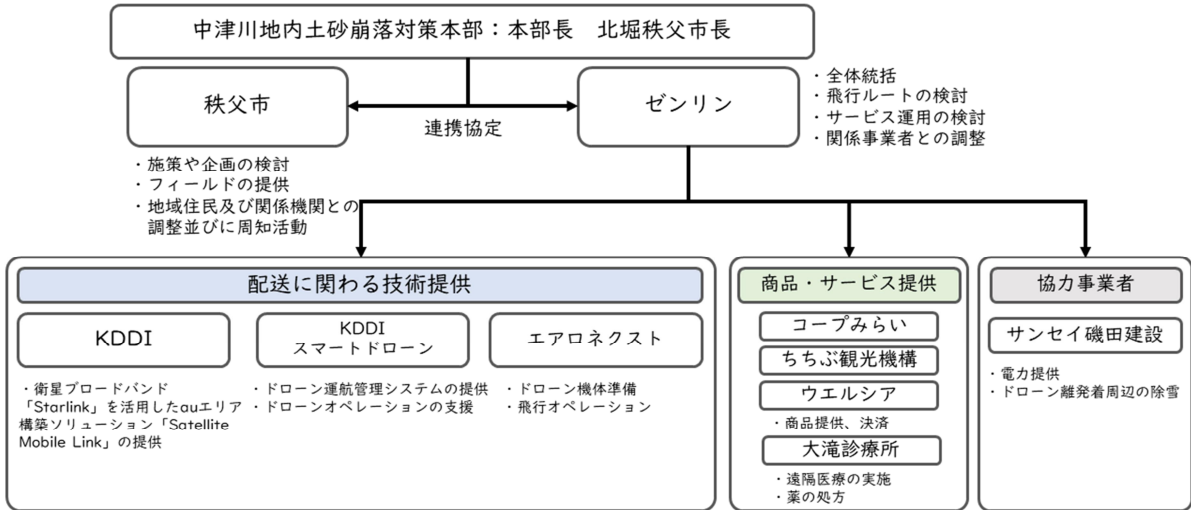 中津川地内土砂崩落対策本部：本部長　北堀秩父市長
秩父市
連携協定
ゼンリン
・全体統括
・飛行ルートの検討
・サービス運用の検討
・関係事業者との調整
・施策や企画の検討
・フィールドの提供
・地域住民及び関係機関との
調整並びに周知活動
配送に関わる技術提供
KDDI
・衛星ブロードバンド
「Starlink」を活用したauエリア
構築ソリューション「Satellite
Mobile Link」の提供
KDDI
スマートドローン
・ドローン運航管理システムの提供
・ドローンオペレーションの支援
エアロネクスト
・ドローン機体準備
・飛行オペレーション
商品・サービス提供
コープみらい
ちちぶ観光機構
ウエルシア
・商品提供、決済
大滝診療所
・遠隔医療の実施
・薬の処方
協力事業者
サンセイ磯田建設
・電力提供
・ドローン離発着周辺の除雪